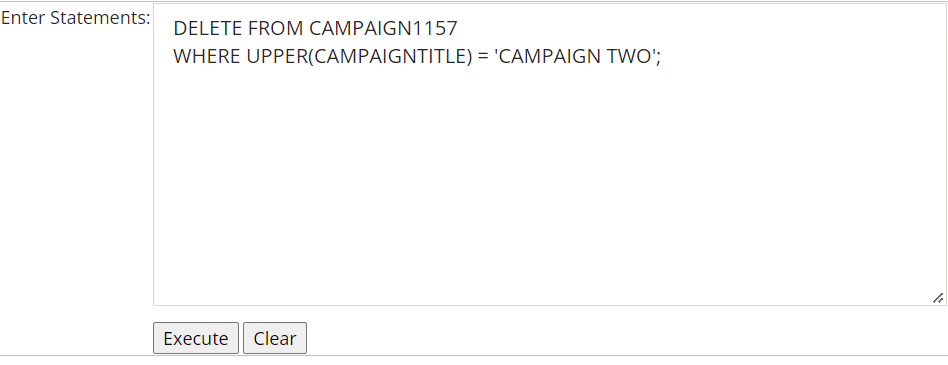 Enter Statements:
DELETE FROM CAMPAIGN1157
WHERE UPPER(CAMPAIGNTITLE) = 'CAMPAIGN TWO';
Execute Clear